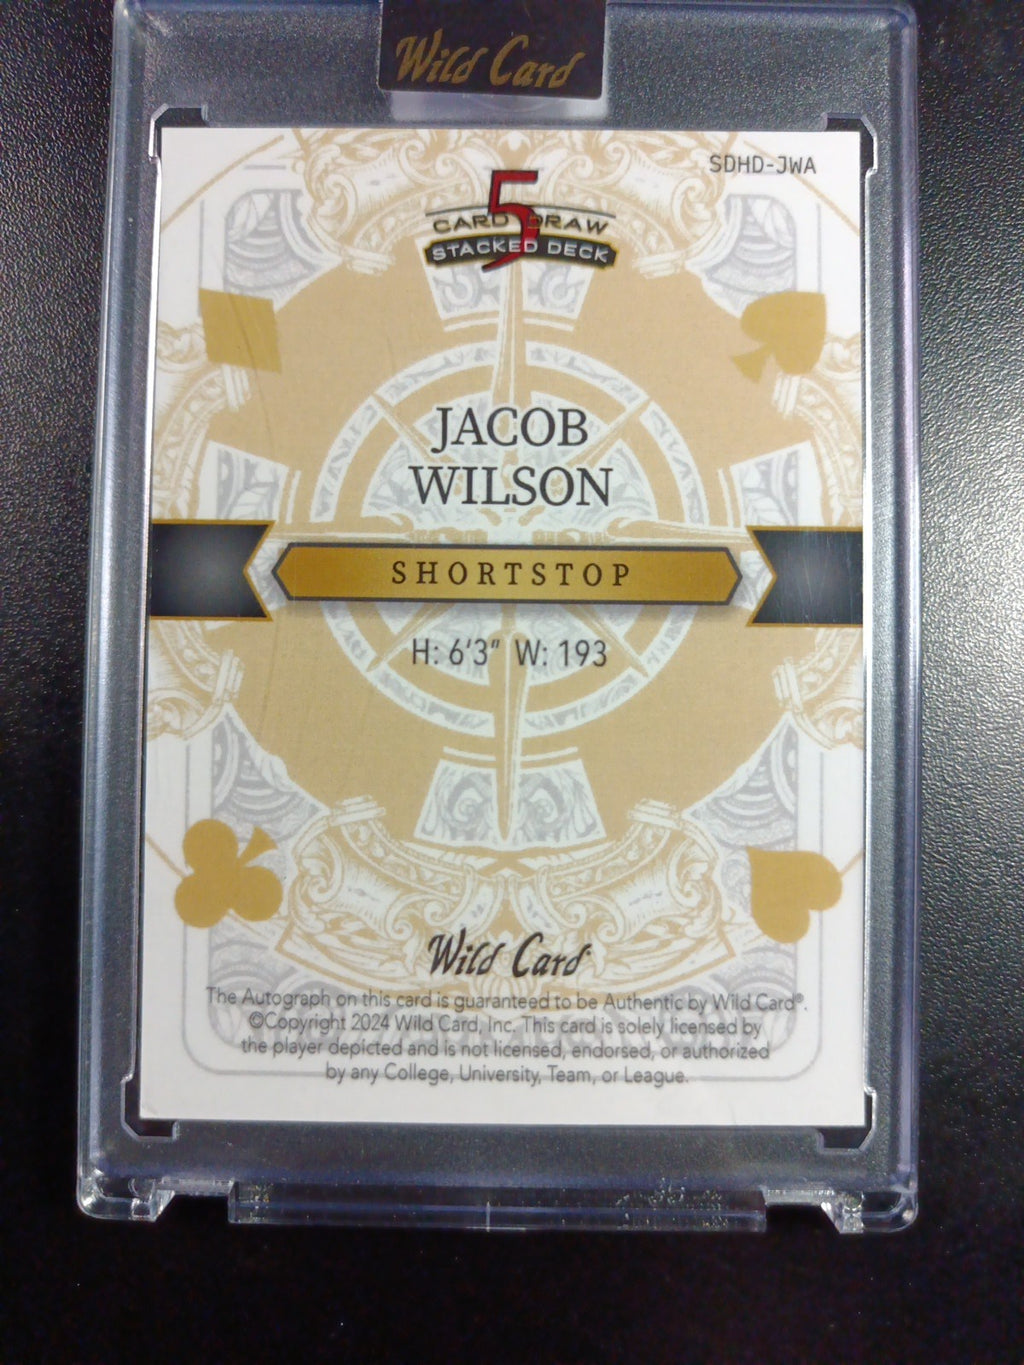 Wild Card
SDHD-JWA
5
CARD DRAW
STACKED DECK
JACOB
WILSON
SHORTSTOP
H: 6'3" W: 193
Wild Card
The Autograph on this card is guaranteed to be Authentic by Wild Card®.
©Copyright 2024 Wild Card, Inc. This card is solely licensed by
the player depicted and is not licensed, endorsed, or authorized
by any College, University, Team, or League.